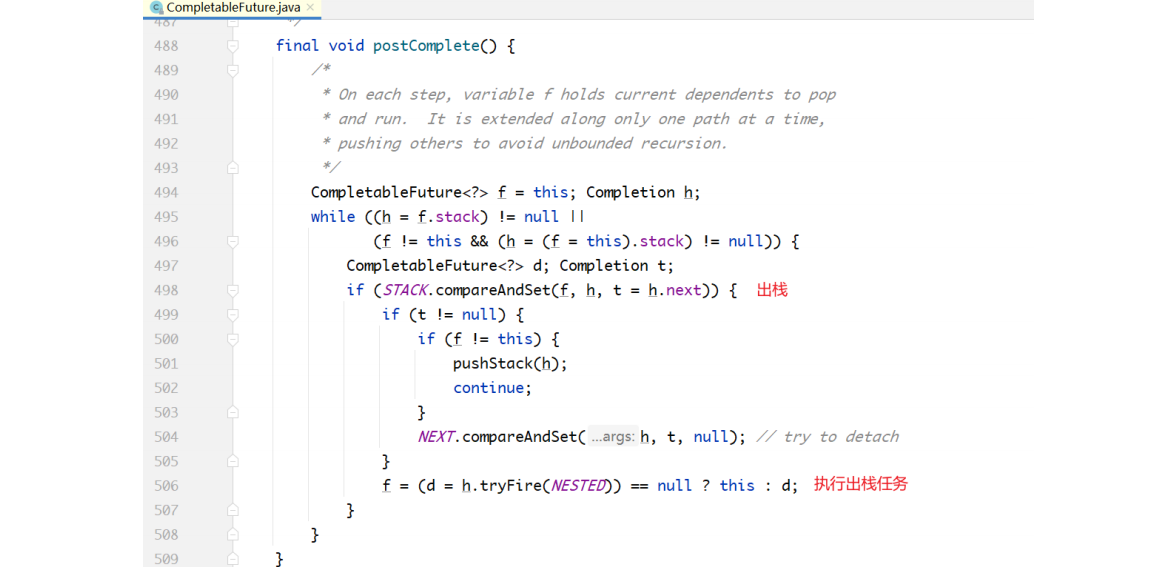 CompletableFuture.java ×
487 */
488 final void postComplete() {
489 /*
490 * On each step, variable f holds current dependents to pop
491 * and run.  It is extended along only one path at a time,
492 * pushing others to avoid unbounded recursion.
493 */
494 CompletableFuture<?> f = this; Completion h;
495 while ((h = f.stack) != null ||
496 (f != this && (h = (f = this).stack) != null)) {
497 CompletableFuture<?> d; Completion t;
498 if (STACK.compareAndSet(f, h, t = h.next)) { 出栈
499 if (t != null) {
500 if (f != this) {
501 pushStack(h);
502 continue;
503 }
504 NEXT.compareAndSet( ...args: h, t, null); // try to detach
505 }
506 f = (d = h.tryFire(NESTED)) == null ? this : d; 执行出栈任务
507 }
508 }
509 }